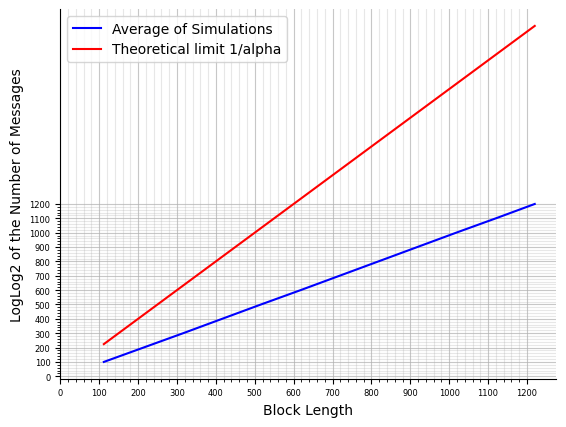 Average of Simulations
Theoretical limit 1/alpha
LogLog2 of the Number of Messages
1200
1100
1000
900
800
700
600
500
400
300
200
100
0
0 100 200 300 400 500 600 700 800 900 1000 1100 1200
Block Length